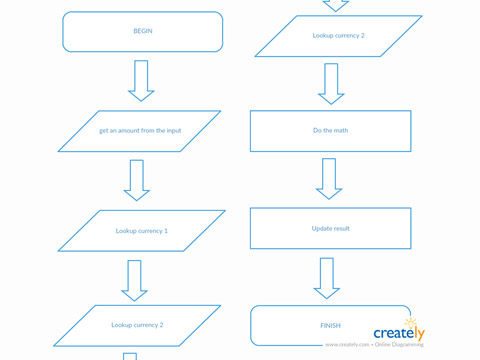 BEGIN
get an amount from the input
Lookup currency 1
Lookup currency 2
Lookup currency 2
Do the math
Update result
FINISH
creately
www.creately.com • Online Diagramming